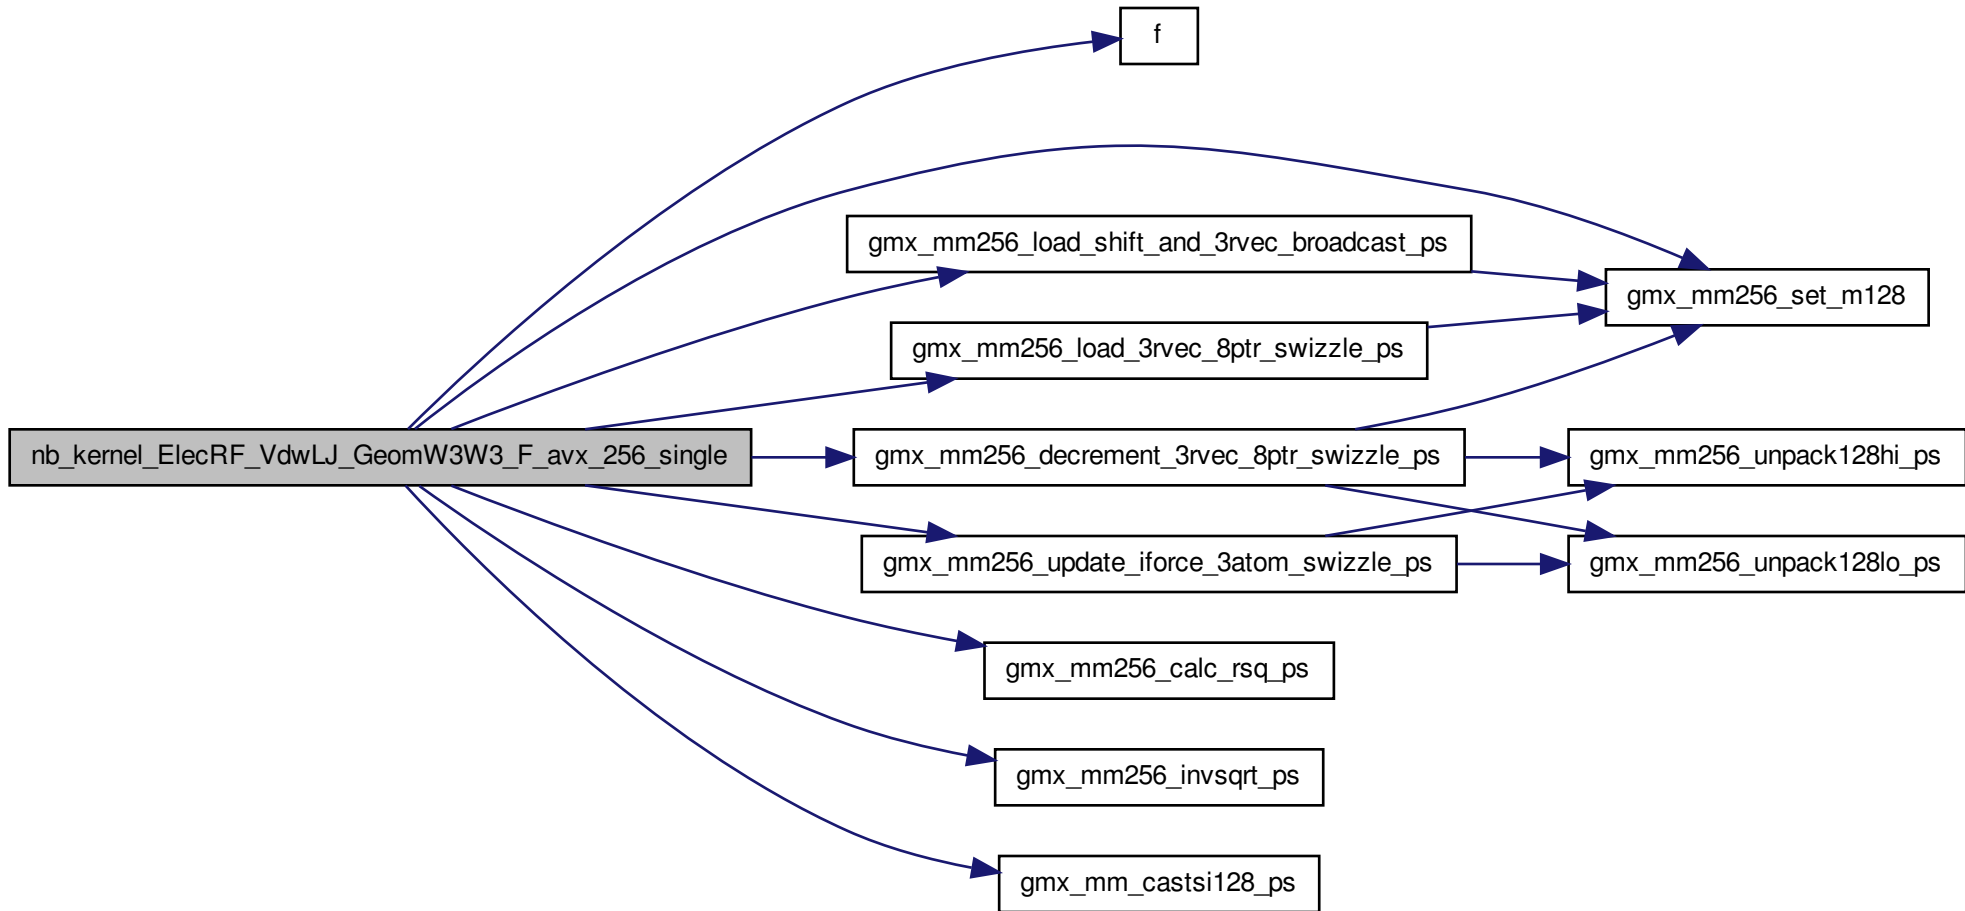 f
gmx_mm256_load_shift_and_3rvec_broadcast_ps
gmx_mm256_set_m128
gmx_mm256_load_3rvec_8ptr_swizzle_ps
nb_kernel_ElecRF_VdwLJ_GeomW3W3_F_avx_256_single
gmx_mm256_decrement_3rvec_8ptr_swizzle_ps
gmx_mm256_unpack128hi_ps
gmx_mm256_update_iforce_3atom_swizzle_ps
gmx_mm256_unpack128lo_ps
gmx_mm256_calc_rsq_ps
gmx_mm256_invsqrt_ps
gmx_mm_castsi128_ps